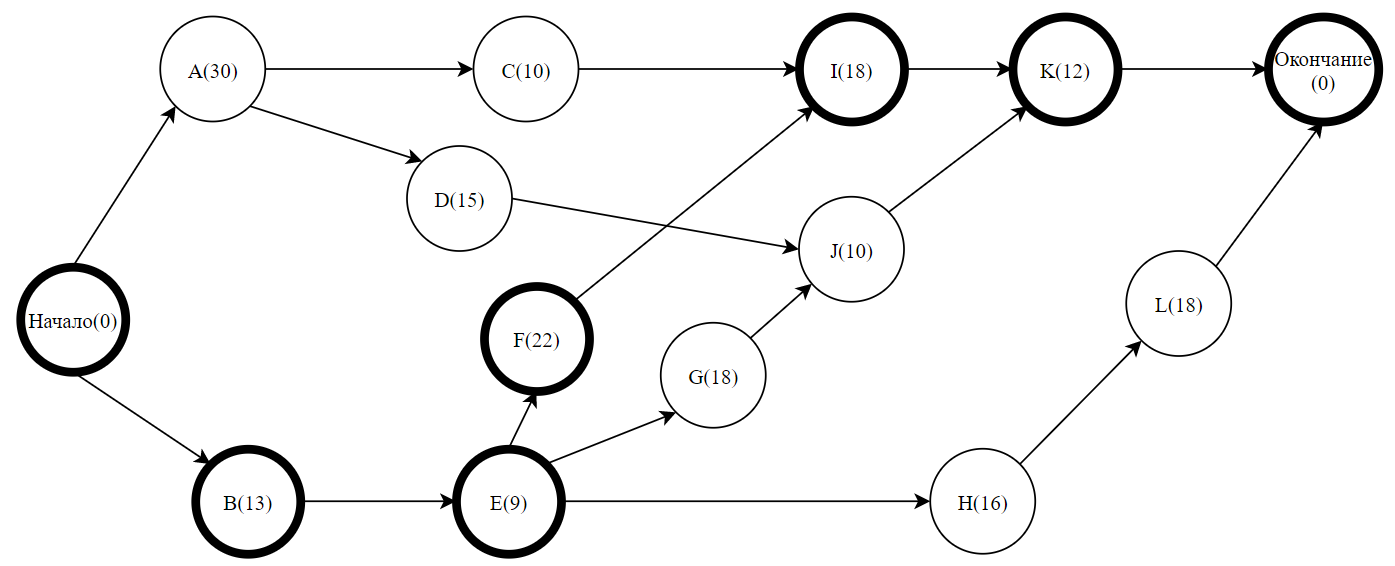 A(30)
C(10)
I(18)
K(12)
Окончание
(0)
D(15)
J(10)
Начало(0)
F(22)
G(18)
L(18)
B(13)
E(9)
H(16)